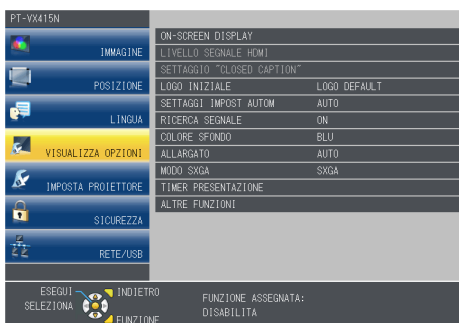 PT-VX415N
IMMAGINE
POSIZIONE
LINGUA
VISUALIZZA OPZIONI
IMPOSTA PROIETTORE
SICUREZZA
RETE/USB
ON-SCREEN DISPLAY
LIVELLO SEGNALE HDMI
SETTAGGIO "CLOSED CAPTION"
LOGO INIZIALE LOGO DEFAULT
SETTAGGI IMPOST AUTOM AUTO
RICERCA SEGNALE ON
COLORE SFONDO BLU
ALLARGATO AUTO
MODO SXGA SXGA
TIMER PRESENTAZIONE
ALTRE FUNZIONI
ESEGUI INDIETRO
SELEZIONA
FUNZIONE
FUNZIONE ASSEGNATA:
DISABILITA